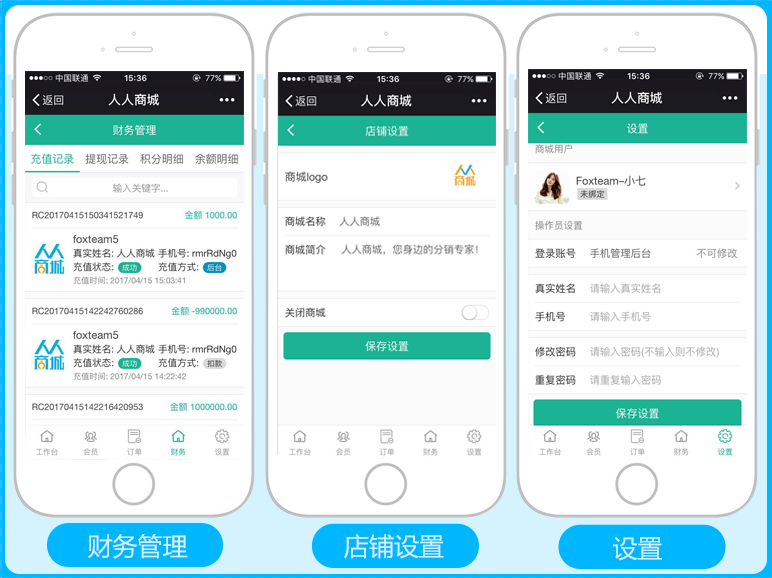 ●●●○○ 中国联通 15:36 77%
返回 人人商城 •••
财务管理
充值记录 提现记录 积分明细 余额明细
输入关键字...
RC20170415150341521749 金额 1000.00
人人商城
foxteam5
真实姓名: 人人商城 手机号: rmrRdNg0
充值状态: 成功 充值方式: 后台
充值时间: 2017/04/15 15:03:41
RC20170415142242760286 金额 -990000.00
人人商城
foxteam5
真实姓名: 人人商城 手机号: rmrRdNg0
充值状态: 成功 充值方式: 扣款
充值时间: 2017/04/15 14:22:42
RC20170415142216420953 金额 1000000.00
工作台 会员 订单 财务 设置
财务管理
●●●●○ 中国联通 15:36 77%
返回 人人商城 •••
店铺设置
商城logo 人人商城
商城名称 人人商城
商城简介 人人商城，您身边的分销专家!
关闭商城
保存设置
工作台 会员 订单 财务 设置
店铺设置
●●●○○ 中国联通 15:36 77%
返回 人人商城 •••
设置
商城用户
Foxteam–小七
未绑定
操作员设置
登录账号 手机管理后台 不可修改
真实姓名 请输入真实姓名
手机号 请输入手机号
修改密码 请输入密码(不输入则不修改)
重复密码 请重复输入密码
保存设置
工作台 会员 订单 财务 设置
设置